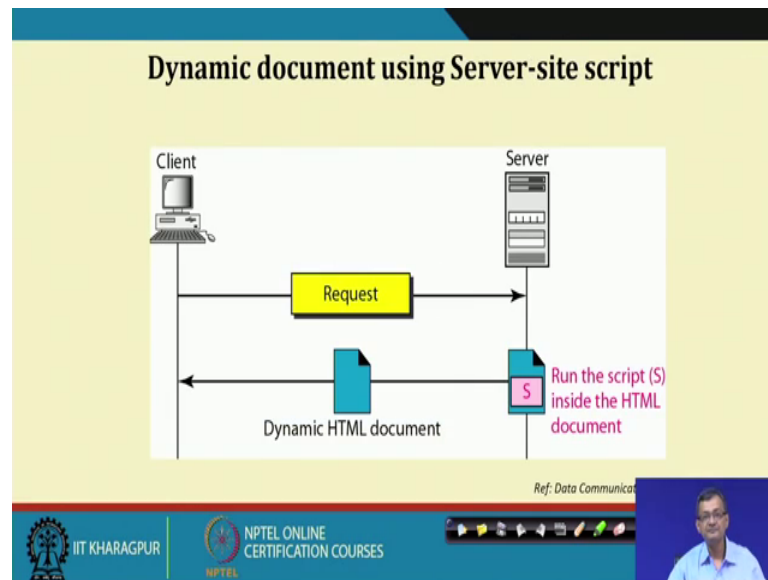 Dynamic document using Server-site script
Client
Server
Request
S
Run the script (S)
inside the HTML
document
Dynamic HTML document
Ref: Data
IIT KHARAGPUR
NPTEL
NPTEL ONLINE
CERTIFICATION COURSES